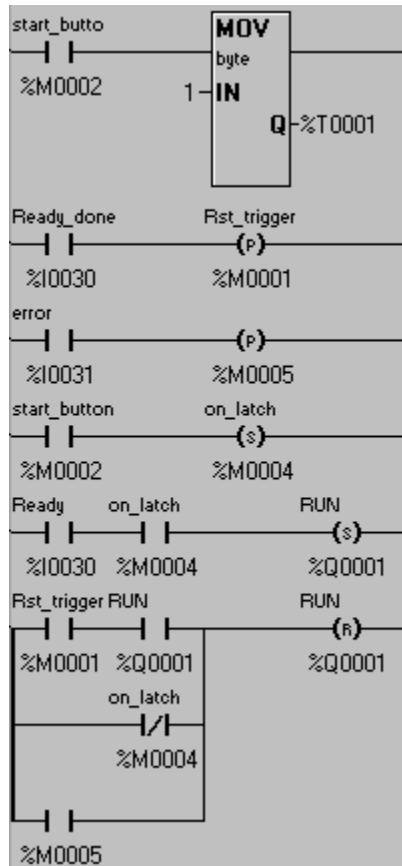 start_butto MOV
byte
%M0002 1 IN
Q %T0001
Ready_done Rst_trigger
(P)
%I0030 %M0001
error
(P)
%I0031 %M0005
start_button on_latch
(S)
%M0002 %M0004
Ready on_latch RUN
(S)
%I0030 %M0004 %Q0001
Rst_trigger RUN RUN
(R)
%M0001 %Q0001 %Q0001
on_latch
%M0004
%M0005